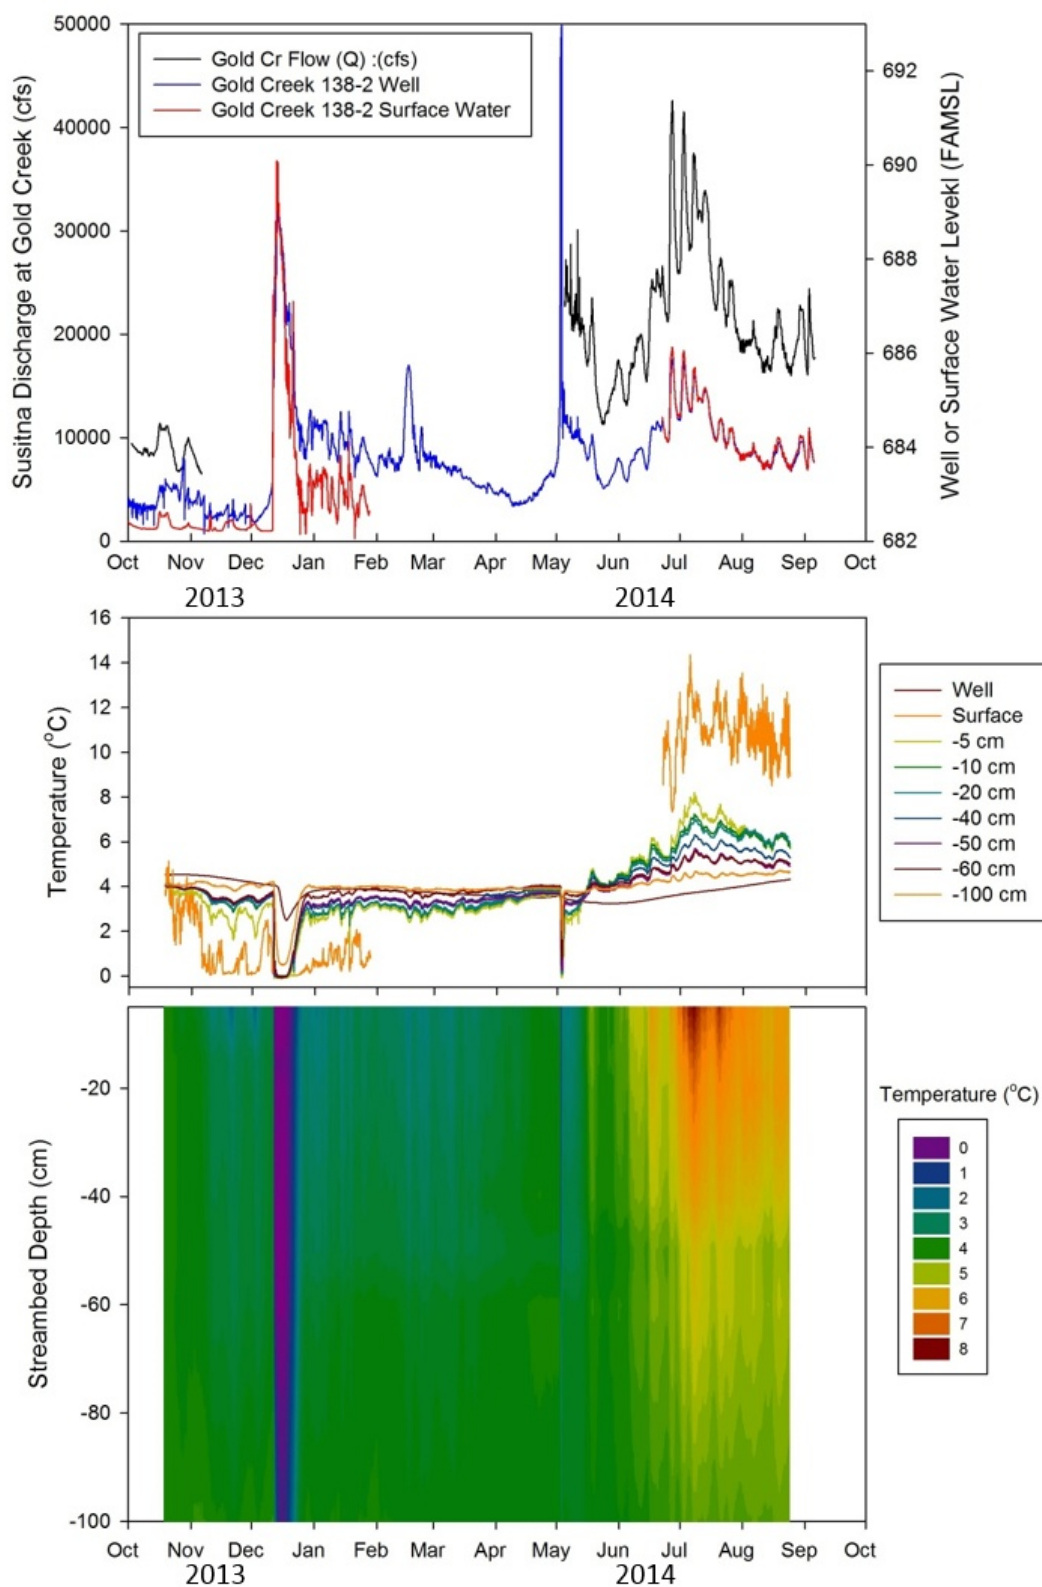 Susitna Discharge at Gold Creek (cfs)
50000
40000
30000
20000
10000
0
Gold Cr Flow (Q) :(cfs)
Gold Creek 138-2 Well
Gold Creek 138-2 Surface Water
692
690
688
686
684
682
Well or Surface Water Levekl (FAMSL)
Oct Nov Dec Jan Feb Mar Apr May Jun Jul Aug Sep Oct
2013 2014
Temperature (°C)
16
14
12
10
8
6
4
2
0
Well
Surface
-5 cm
-10 cm
-20 cm
-40 cm
-50 cm
-60 cm
-100 cm
Streambed Depth (cm)
-20
-40
-60
-80
-100
Temperature (°C)
0
1
2
3
4
5
6
7
8
Oct Nov Dec Jan Feb Mar Apr May Jun Jul Aug Sep Oct
2013 2014